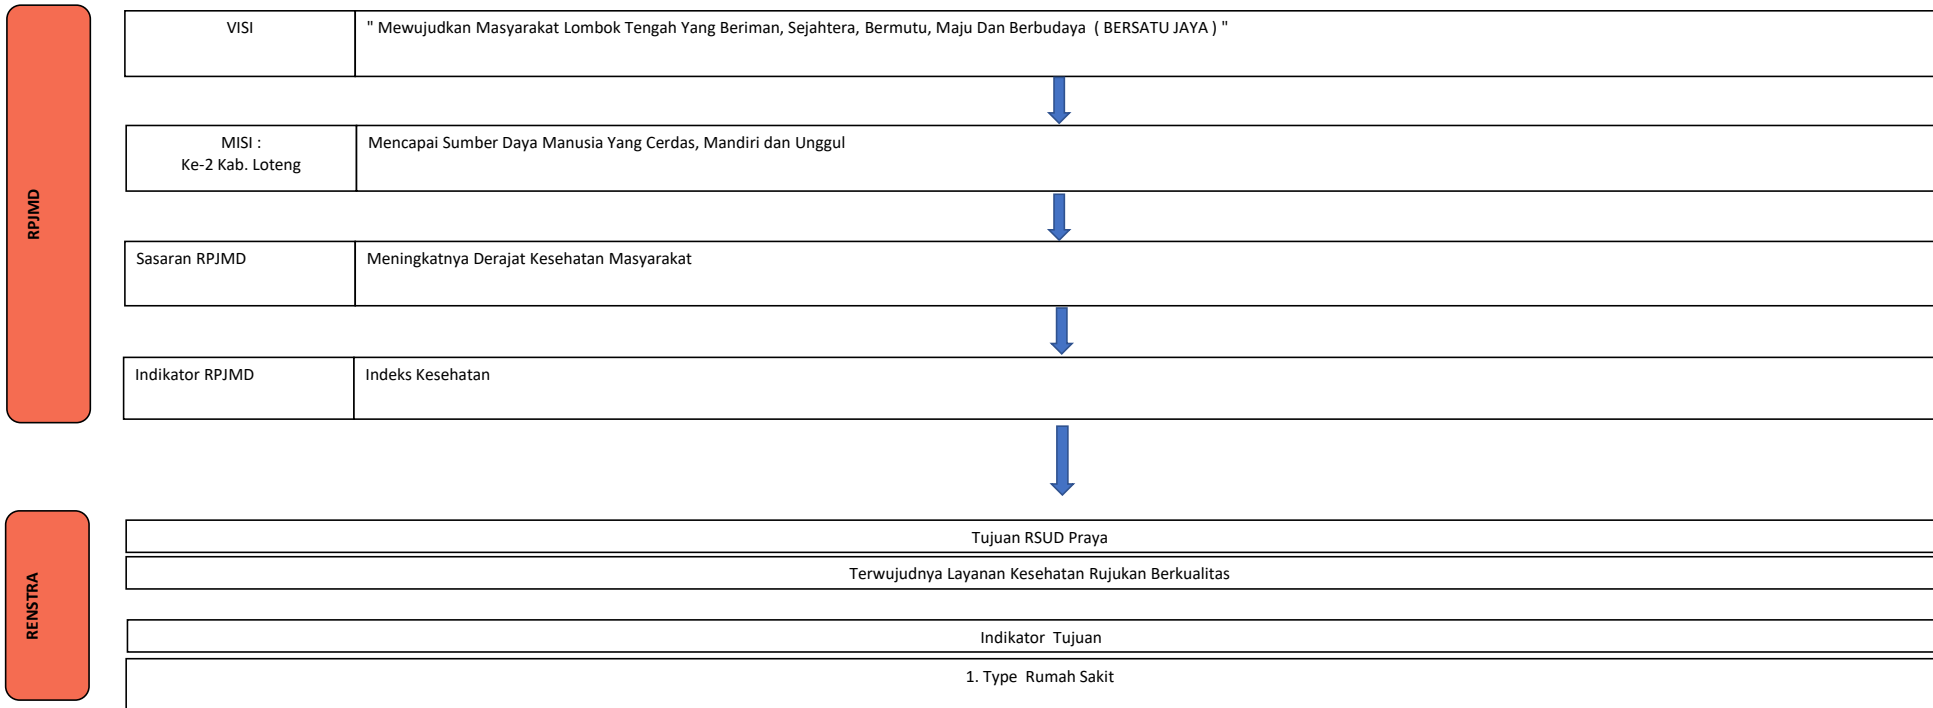 RPJMD
VISI
" Mewujudkan Masyarakat Lombok Tengah Yang Beriman, Sejahtera, Bermutu, Maju Dan Berbudaya ( BERSATU JAYA ) "
MISI :
Ke-2 Kab. Loteng
Mencapai Sumber Daya Manusia Yang Cerdas, Mandiri dan Unggul
Sasaran RPJMD
Meningkatnya Derajat Kesehatan Masyarakat
Indikator RPJMD
Indeks Kesehatan
RENSTRA
Tujuan RSUD Praya
Terwujudnya Layanan Kesehatan Rujukan Berkualitas
Indikator Tujuan
1. Type Rumah Sakit